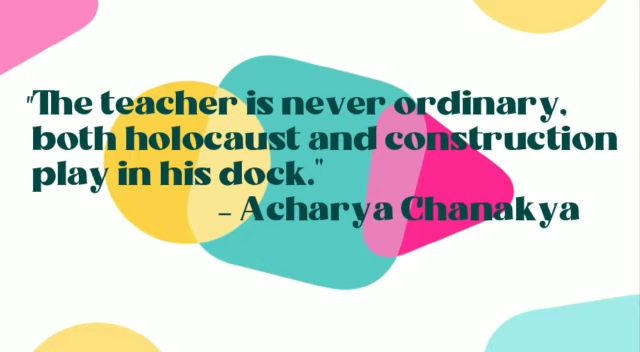 "The teacher is never ordinary,
both holocaust and construction
play in his dock."
- Acharya Chanakya